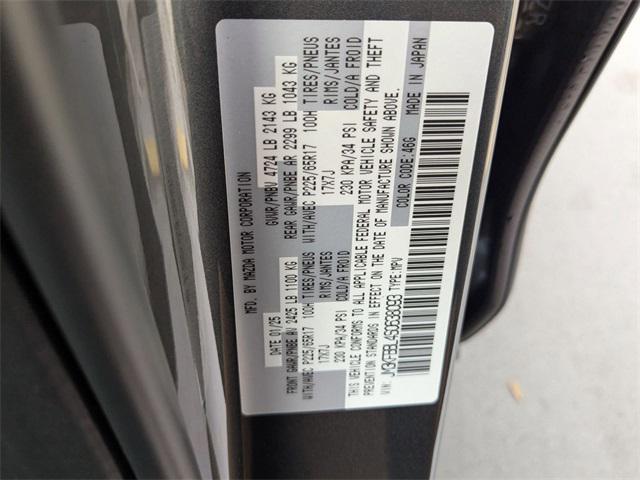 MFD. BY MAZDA MOTOR CORPORATION
DATE 01/25 GVWR/PNBV 4724 LB 2143 KG
FRONT GAWR/PNBE AV 2425 LB 1100 KG REAR GAWR/PNBE AR 2299 LB 1043 KG
WITH/AVEC P225/65R17 100H TIRES/PNEUS WITH/AVEC P225/65R17 100H TIRES/PNEUS
17X7J RIMS/JANTES 17X7J RIMS/JANTES
230 KPA/34 PSI COLD/A FROID 230 KPA/34 PSI COLD/A FROID
THIS VEHICLE CONFORMS TO ALL APPLICABLE FEDERAL MOTOR VEHICLE SAFETY AND THEFT
PREVENTION STANDARDS IN EFFECT ON THE DATE OF MANUFACTURE SHOWN ABOVE.
COLOR CODE:46G MADE IN JAPAN
VIN: JM3KFBBL4S0638093 TYPE:MPV